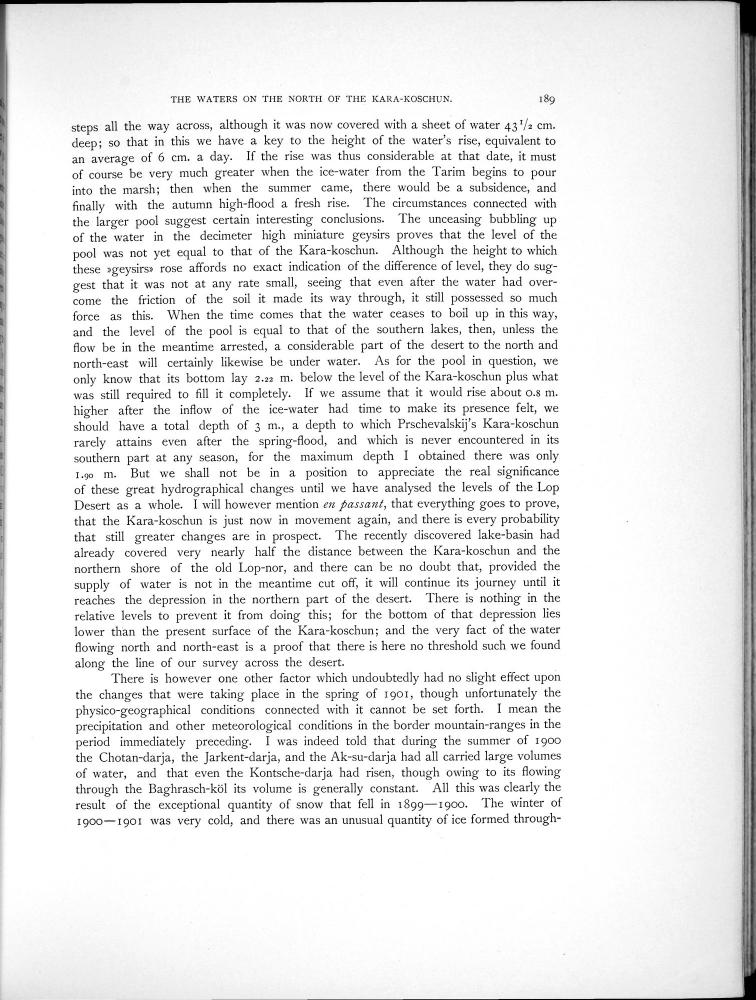 THE WATERS ON THE NORTH OF THE KARA-KOSCHUN. 189
steps all the way across, although it was now covered with a sheet of water 43 1/2 cm.
deep; so that in this we have a key to the height of the water's rise, equivalent to
an average of 6 cm. a day. If the rise was thus considerable at that date, it must
of course be very much greater when the ice-water from the Tarim begins to pour
into the marsh; then when the summer came, there would be a subsidence, and
finally with the autumn high-flood a fresh rise. The circumstances connected with
the larger pool suggest certain interesting conclusions. The unceasing bubbling up
of the water in the decimeter high miniature geysirs proves that the level of the
pool was not yet equal to that of the Kara-koschun. Although the height to which
these »geysirs» rose affords no exact indication of the difference of level, they do sug-
gest that it was not at any rate small, seeing that even after the water had over-
come the friction of the soil it made its way through, it still possessed so much
force as this. When the time comes that the water ceases to boil up in this way,
and the level of the pool is equal to that of the southern lakes, then, unless the
flow be in the meantime arrested, a considerable part of the desert to the north and
north-east will certainly likewise be under water. As for the pool in question, we
only know that its bottom lay 2.22 m. below the level of the Kara-koschun plus what
was still required to fill it completely. If we assume that it would rise about 0.8 m.
higher after the inflow of the ice-water had time to make its presence felt, we
should have a total depth of 3 m., a depth to which Prschevalskij's Kara-koschun
rarely attains even after the spring-flood, and which is never encountered in its
southern part at any season, for the maximum depth I obtained there was only
1.90 m. But we shall not be in a position to appreciate the real significance
of these great hydrographical changes until we have analysed the levels of the Lop
Desert as a whole. I will however mention en passant, that everything goes to prove,
that the Kara-koschun is just now in movement again, and there is every probability
that still greater changes are in prospect. The recently discovered lake-basin had
already covered very nearly half the distance between the Kara-koschun and the
northern shore of the old Lop-nor, and there can be no doubt that, provided the
supply of water is not in the meantime cut off, it will continue its journey until it
reaches the depression in the northern part of the desert. There is nothing in the
relative levels to prevent it from doing this; for the bottom of that depression lies
lower than the present surface of the Kara-koschun; and the very fact of the water
flowing north and north-east is a proof that there is here no threshold such we found
along the line of our survey across the desert.
There is however one other factor which undoubtedly had no slight effect upon
the changes that were taking place in the spring of 1901, though unfortunately the
physico-geographical conditions connected with it cannot be set forth. I mean the
precipitation and other meteorological conditions in the border mountain-ranges in the
period immediately preceding. I was indeed told that during the summer of 1900
the Chotan-darja, the Jarkent-darja, and the Ak-su-darja had all carried large volumes
of water, and that even the Kontsche-darja had risen, though owing to its flowing
through the Baghrasch-köl its volume is generally constant. All this was clearly the
result of the exceptional quantity of snow that fell in 1899—1900. The winter of
1900—1901 was very cold, and there was an unusual quantity of ice formed through-